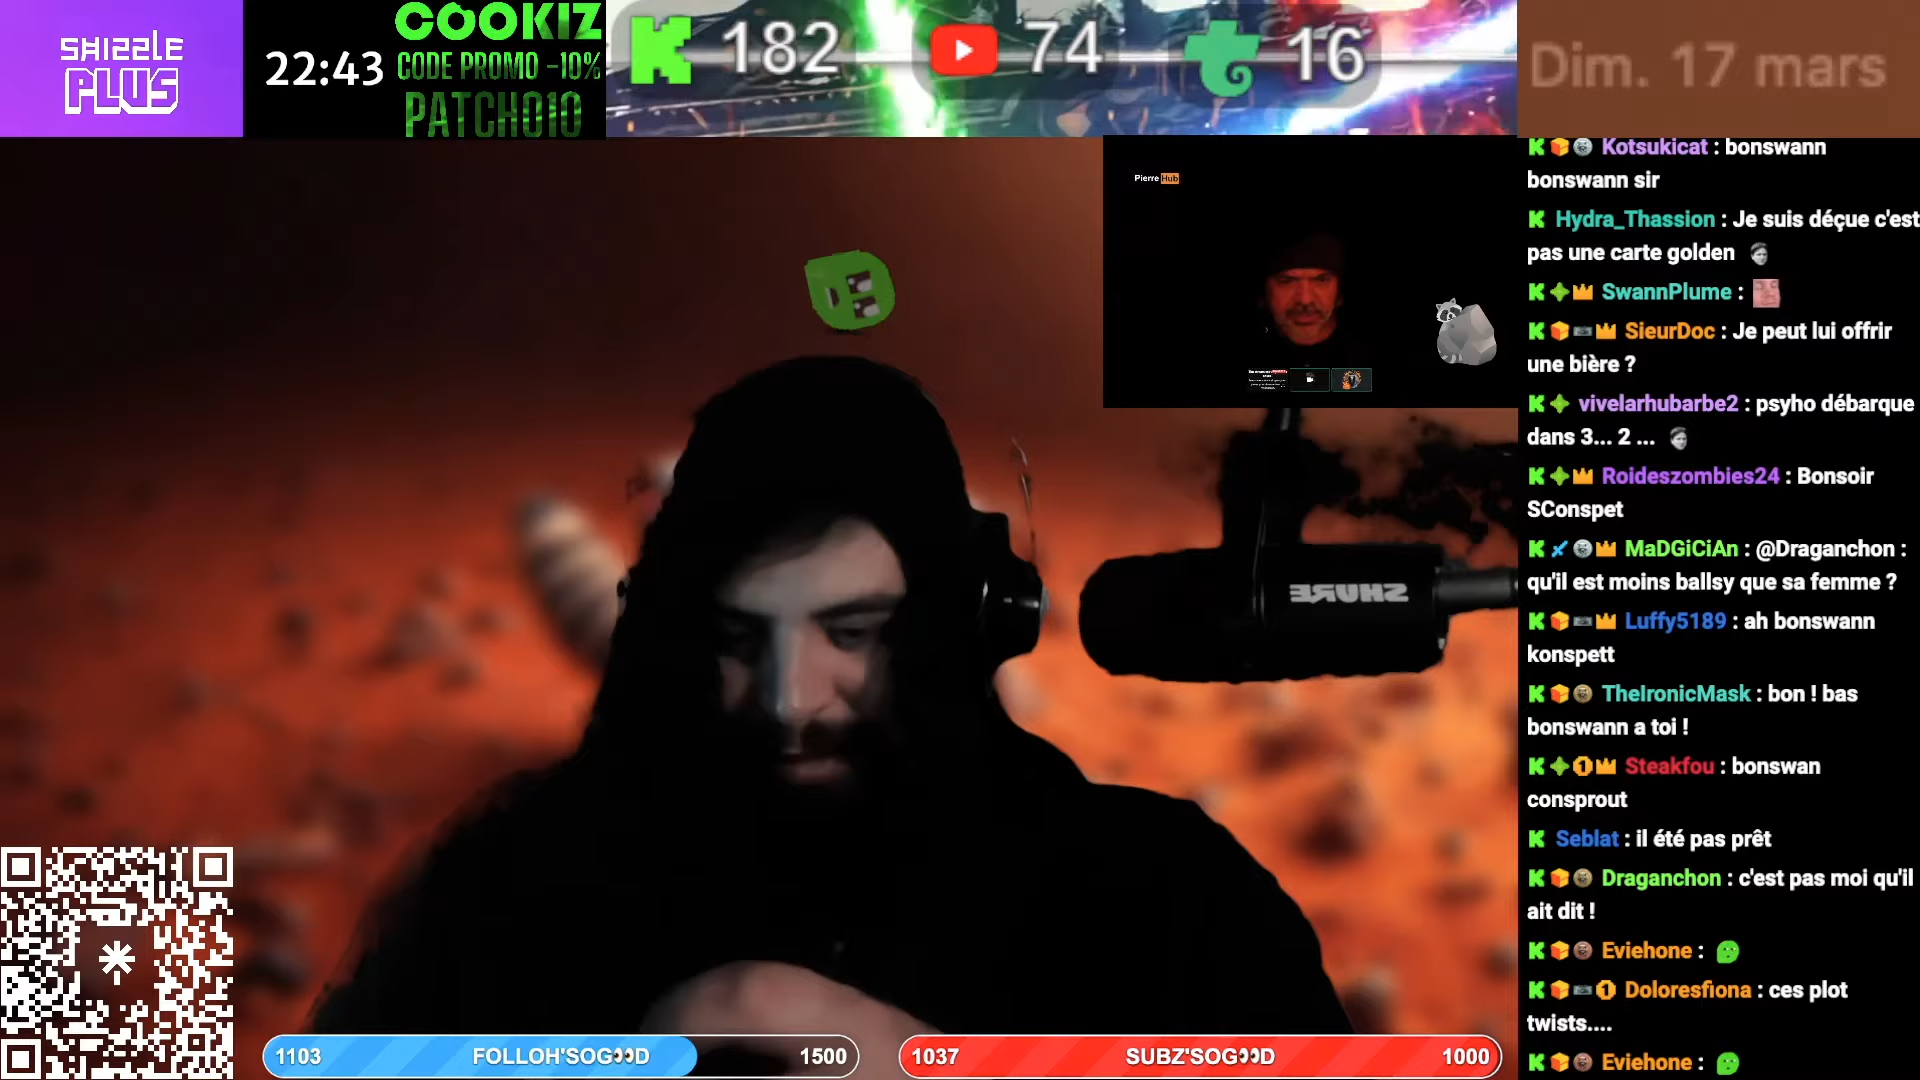 SHIZZLE
PLUS
22:43
COOKIZ
CODE PROMO -10%
PATCHO10
182
74
16
Dim. 17 mars
Pierre Hub
SHURE
Kotsukicat : bonswann
bonswann sir
Hydra_Thassion : Je suis déçue c'est
pas une carte golden
SwannPlume :
SieurDoc : Je peut lui offrir
une bière ?
vivelarhubarbe2 : psyho débarque
dans 3... 2 ...
Roideszombies24 : Bonsoir
SConspet
MaDGiCiAn : @Draganchon :
qu'il est moins ballsy que sa femme ?
Luffy5189 : ah bonswann
konspett
TheIronicMask : bon ! bas
bonswann a toi !
Steakfou : bonswan
consprout
Seblat : il été pas prêt
Draganchon : c'est pas moi qu'il
ait dit !
Eviehone :
Doloresfiona : ces plot
twists....
Eviehone :
1103 FOLLOH'SOG👀D 1500
1037 SUBZ'SOG👀D 1000